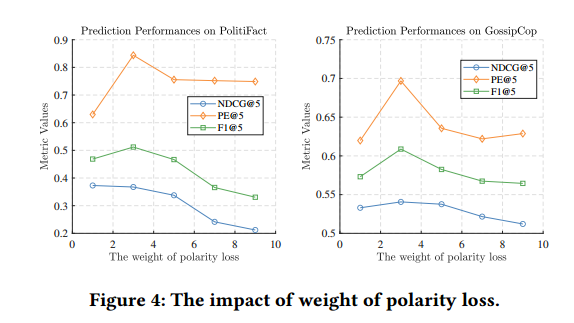 Prediction Performances on PolitiFact
0.9
0.8
0.7
0.6
0.5
0.4
0.3
0.2
0 2 4 6 8 10
Metric Values
The weight of polarity loss
NDCG@5
PE@5
F1@5
Prediction Performances on GossipCop
0.75
0.7
0.65
0.6
0.55
0.5
0 2 4 6 8 10
Metric Values
The weight of polarity loss
NDCG@5
PE@5
F1@5
Figure 4: The impact of weight of polarity loss.